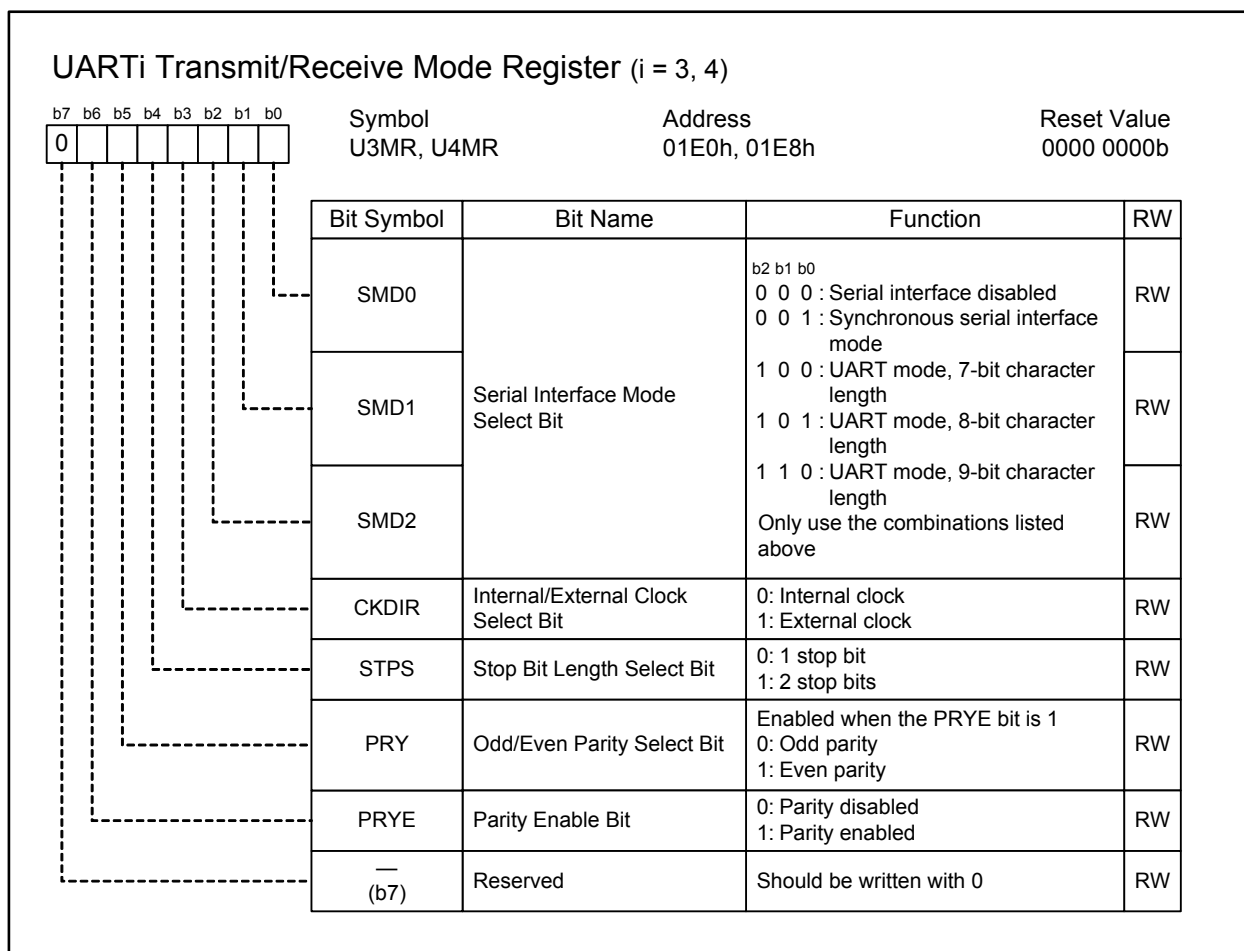 UARTi Transmit/Receive Mode Register (i = 3, 4)
b7 b6 b5 b4 b3 b2 b1 b0
0
Symbol Address Reset Value
U3MR, U4MR 01E0h, 01E8h 0000 0000b
Bit Symbol Bit Name Function RW
SMD0 RW
SMD1 RW
SMD2 RW
Serial Interface Mode
Select Bit
b2 b1 b0
0 0 0 : Serial interface disabled
0 0 1 : Synchronous serial interface
mode
1 0 0 : UART mode, 7-bit character
length
1 0 1 : UART mode, 8-bit character
length
1 1 0 : UART mode, 9-bit character
length
Only use the combinations listed
above
CKDIR
Internal/External Clock
Select Bit
0: Internal clock
1: External clock
RW
STPS
Stop Bit Length Select Bit
0: 1 stop bit
1: 2 stop bits
RW
PRY
Odd/Even Parity Select Bit
Enabled when the PRYE bit is 1
0: Odd parity
1: Even parity
RW
PRYE
Parity Enable Bit
0: Parity disabled
1: Parity enabled
RW
—
(b7)
Reserved
Should be written with 0
RW